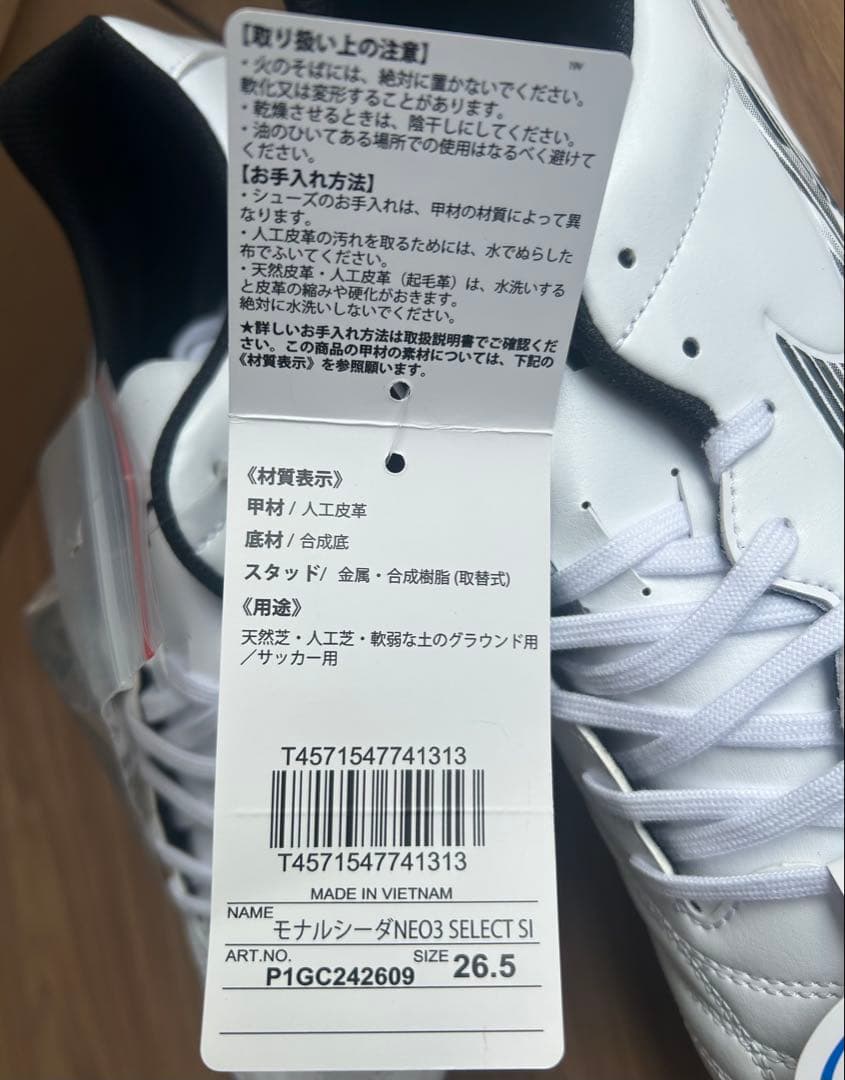 【取り扱い上の注意】
・火のそばには、絶対に置かないでください。
軟化又は変形することがあります。
・乾燥させるときは、陰干しにしてください。
・油のひいてある場所での使用はなるべく避けて
ください。
【お手入れ方法】
・シューズのお手入れは、甲材の材質によって異
なります。
・人工皮革の汚れを取るためには、水でぬらした
布でふいてください。
・天然皮革・人工皮革（起毛革）は、水洗いする
と皮革の縮みや硬化がおきます。
絶対に水洗いしないでください。
★詳しいお手入れ方法は取扱説明書でご確認くだ
さい。この商品の甲材の素材については、下記の
《材質表示》を参照願います。
《材質表示》
甲材 / 人工皮革
底材 / 合成底
スタッド/ 金属・合成樹脂 (取替式)
《用途》
天然芝・人工芝・軟弱な土のグラウンド用
／サッカー用
T4571547741313
T4571547741313
MADE IN VIETNAM
NAME モナルシーダNEO3 SELECT SI
ART.NO. P1GC242609 SIZE 26.5